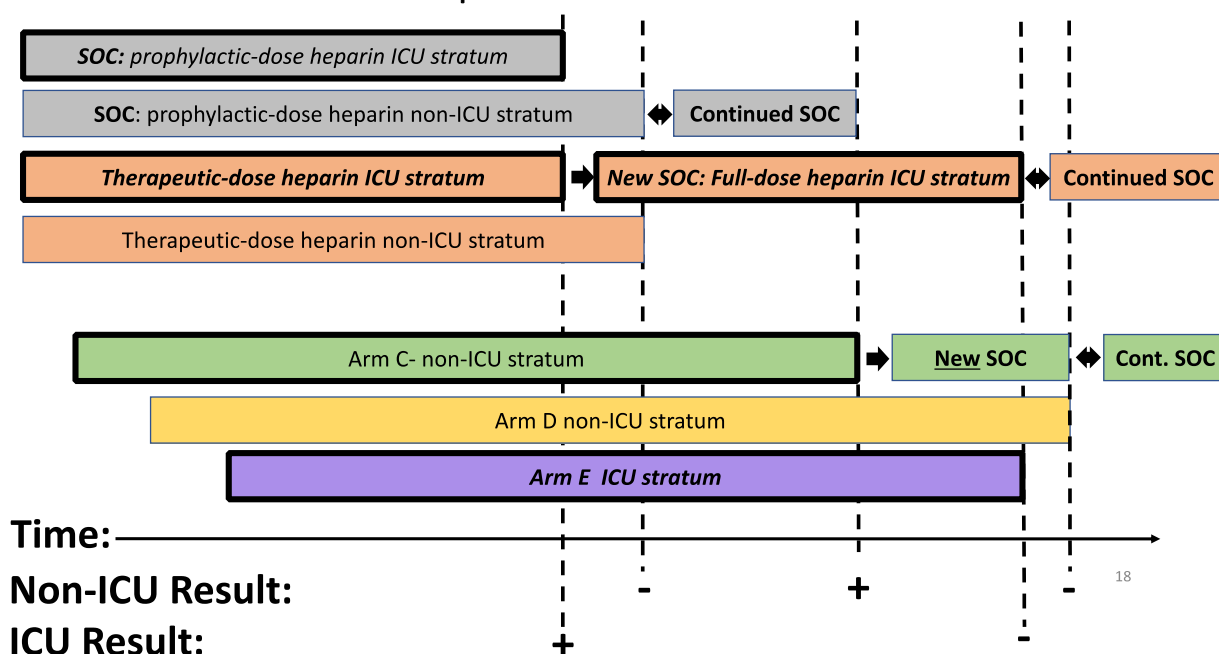 SOC: prophylactic-dose heparin ICU stratum
SOC: prophylactic-dose heparin non-ICU stratum
Continued SOC
Therapeutic-dose heparin ICU stratum
New SOC: Full-dose heparin ICU stratum
Continued SOC
Therapeutic-dose heparin non-ICU stratum
Arm C- non-ICU stratum
New SOC
Cont. SOC
Arm D non-ICU stratum
Arm E ICU stratum
Time:
Non-ICU Result:
- + -
18
ICU Result:
+ -